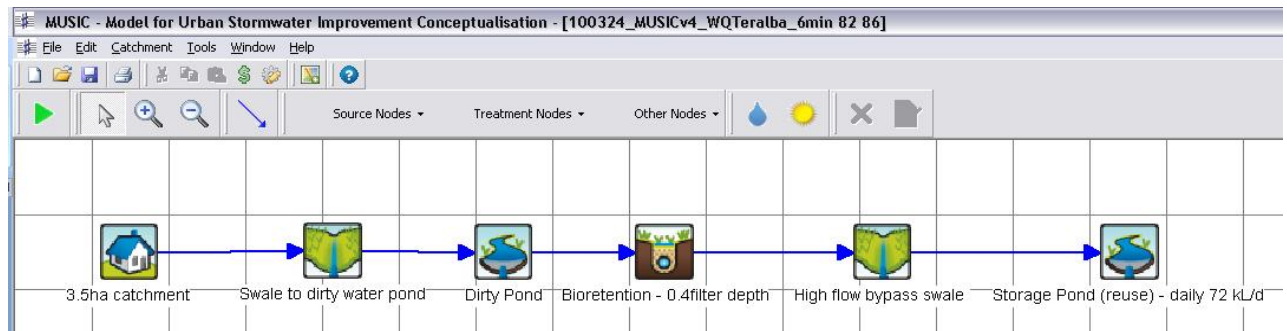 MUSIC - Model for Urban Stormwater Improvement Conceptualisation - [100324_MUSICv4_WQTeralba_6min 82 86]
File Edit Catchment Tools Window Help
Source Nodes Treatment Nodes Other Nodes
3.5ha catchment Swale to dirty water pond Dirty Pond Bioretention - 0.4filter depth High flow bypass swale Storage Pond (reuse) - daily 72 kL/d